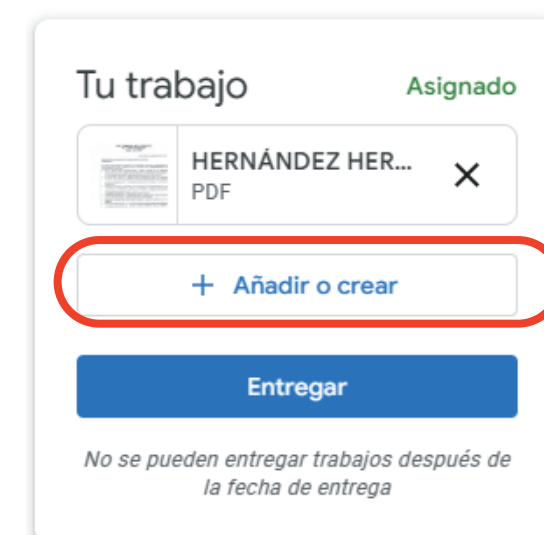 Tu trabajo
Asignado
HERNÁNDEZ HER...
PDF
+ Añadir o crear
Entregar
No se pueden entregar trabajos después de
la fecha de entrega